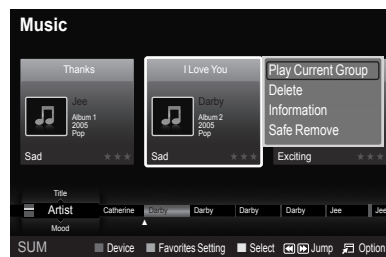 Music
Thanks
Jee
Album 1
2005
Pop
Sad
I Love You
Darby
Album 2
2005
Pop
Sad
Play Current Group
Delete
Information
Safe Remove
Exciting
Title
Artist Catherine Darby Darby Darby Darby Jee Jee
Mood
SUM Device Favorites Setting Select Jump Option